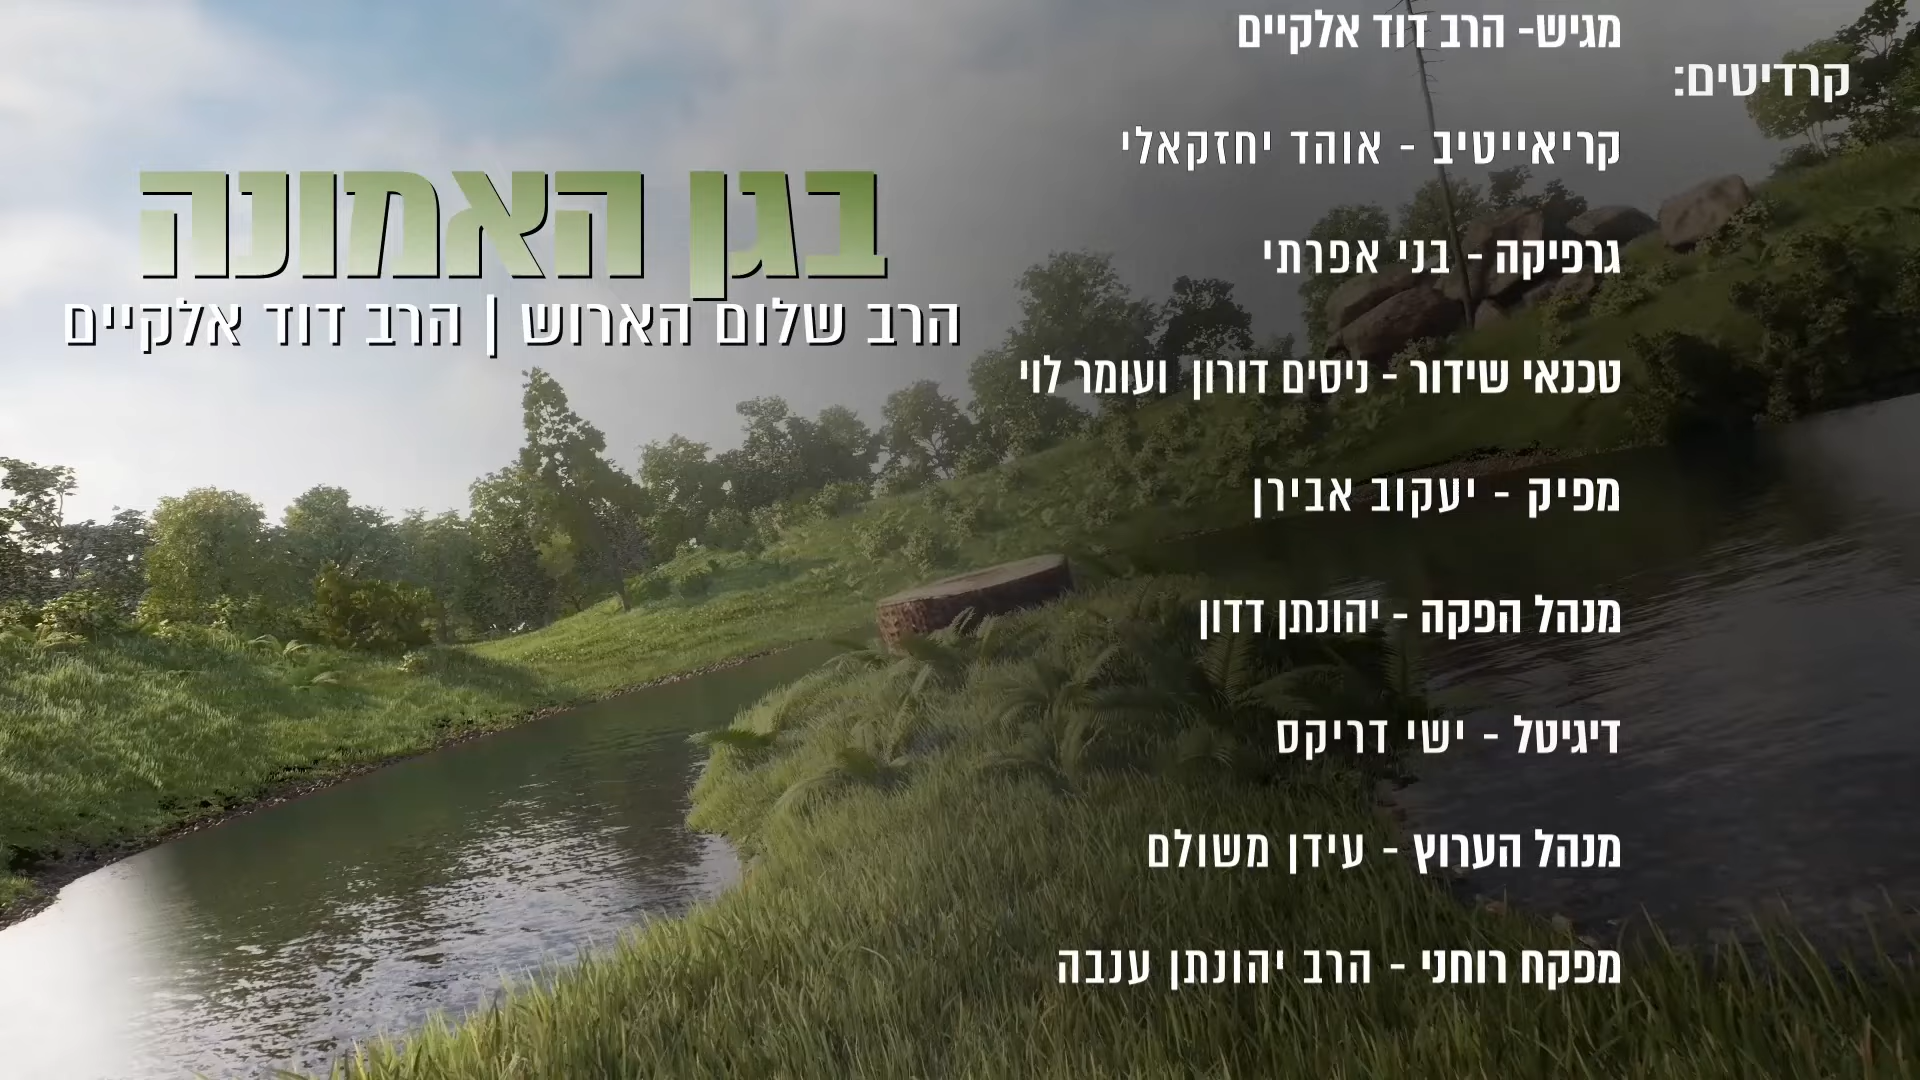 מגיש- הרב דוד אלקיים
קרדיטים:
קריאייטיב - אוהד יחזקאלי
גרפיקה - בני אפרתי
טכנאי שידור - ניסים דורון ועומר לוי
מפיק - יעקוב אבירן
מנהל הפקה - יהונתן דדון
דיגיטל - ישי דריקס
מנהל הערוץ - עידן משולם
מפקח רוחני - הרב יהונתן ענבה
בגן האמונה
הרב שלום הארוש | הרב דוד אלקיים